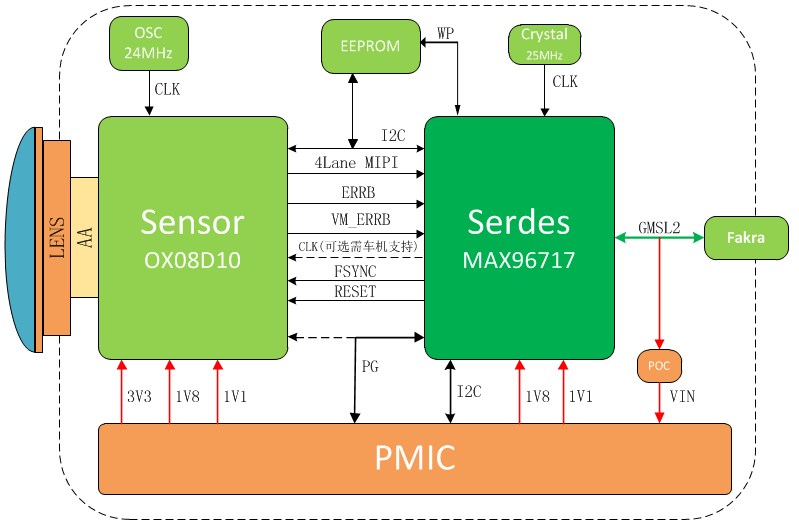 OSC
24MHz
EEPROM
WP
Crystal
25MHz
CLK
CLK
I2C
4Lane MIPI
ERRB
VM_ERRB
CLK(可选需车机支持)
FSYNC
RESET
LENS
AA
Sensor
OX08D10
Serdes
MAX96717
GMSL2
Fakra
PG
I2C
POC
VIN
3V3
1V8
1V1
1V8
1V1
PMIC